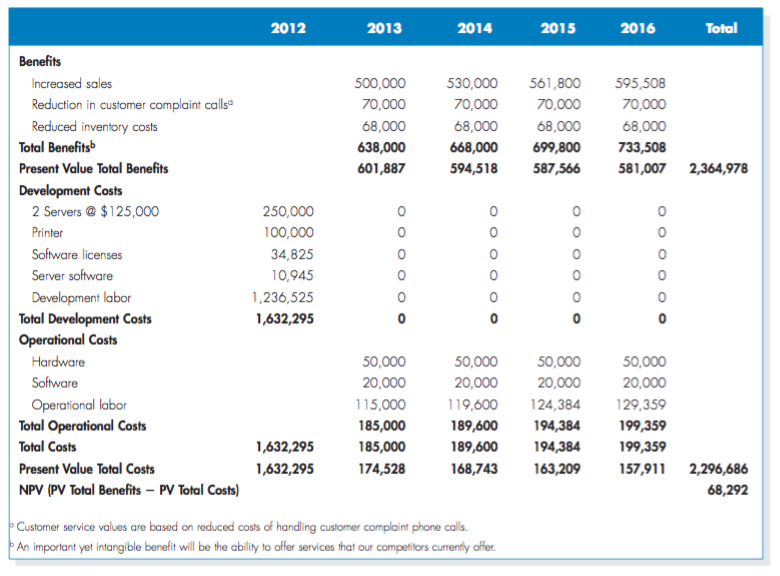 2012 2013 2014 2015 2016 Total
Benefits
Increased sales 500,000 530,000 561,800 595,508
Reduction in customer complaint callsᵃ 70,000 70,000 70,000 70,000
Reduced inventory costs 68,000 68,000 68,000 68,000
Total Benefitsᵇ 638,000 668,000 699,800 733,508
Present Value Total Benefits 601,887 594,518 587,566 581,007 2,364,978
Development Costs
2 Servers @ $125,000 250,000 0 0 0 0
Printer 100,000 0 0 0 0
Software licenses 34,825 0 0 0 0
Server software 10,945 0 0 0 0
Development labor 1,236,525 0 0 0 0
Total Development Costs 1,632,295 0 0 0 0
Operational Costs
Hardware 50,000 50,000 50,000 50,000
Software 20,000 20,000 20,000 20,000
Operational labor 115,000 119,600 124,384 129,359
Total Operational Costs 185,000 189,600 194,384 199,359
Total Costs 1,632,295 185,000 189,600 194,384 199,359
Present Value Total Costs 1,632,295 174,528 168,743 163,209 157,911 2,296,686
NPV (PV Total Benefits – PV Total Costs) 68,292
ᵃ Customer service values are based on reduced costs of handling customer complaint phone calls.
ᵇ An important yet intangible benefit will be the ability to offer services that our competitors currently offer.